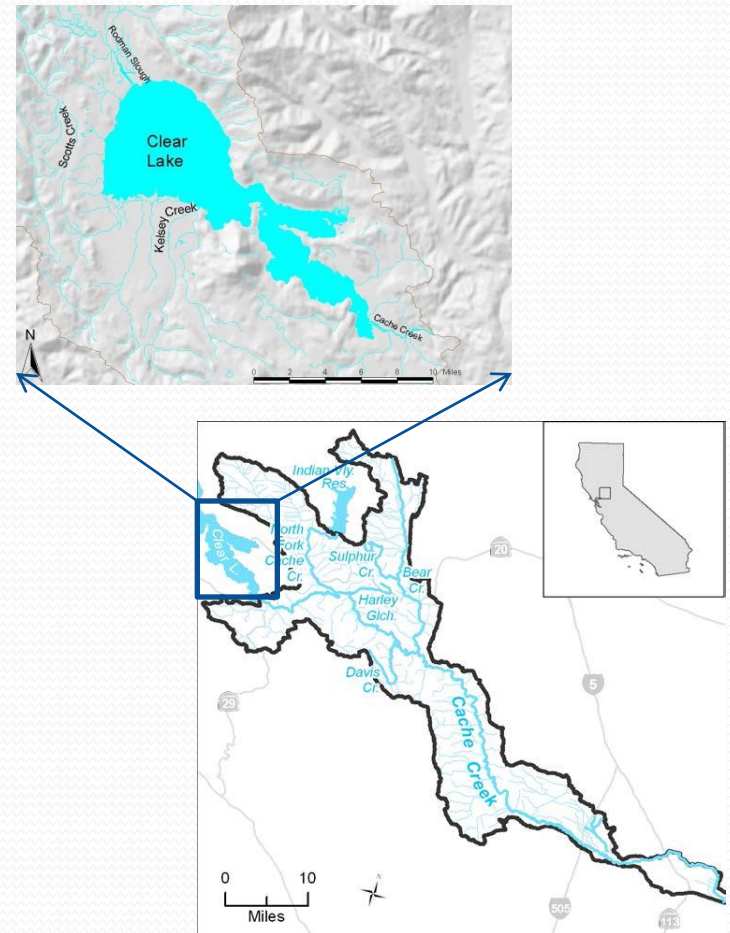 Rodman Slough
Scotts Creek
Clear
Lake
Kelsey
Creek
Cache Creek
N
0 2 4 6 8 10 Miles
Indian Vly.
Res.
Clear L.
North
Fork
Cache
Cr.
Sulphur
Cr.
Bear
Cr.
Harley
Glch.
Davis
Cr.
Cache Creek
20
5
29
505
113
0 10
Miles
N